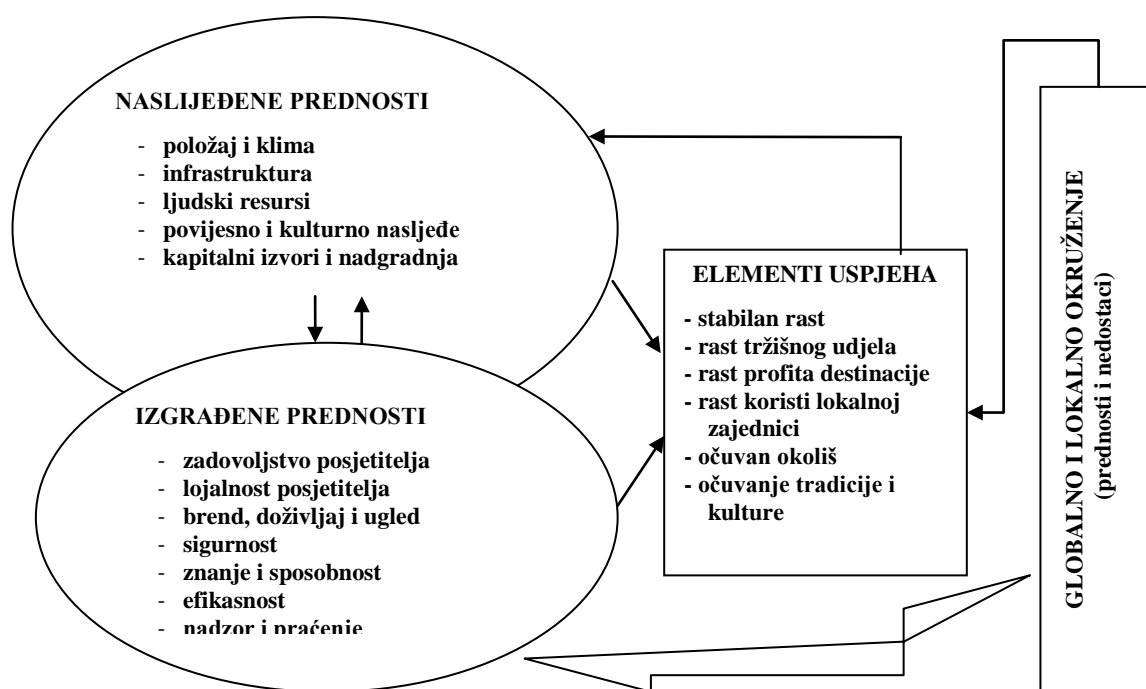 NASLIJEĐENE PREDNOSTI
- položaj i klima
- infrastruktura
- ljudski resursi
- povijesno i kulturno nasljeđe
- kapitalni izvori i nadgradnja
IZGRAĐENE PREDNOSTI
- zadovoljstvo posjetitelja
- lojalnost posjetitelja
- brend, doživljaj i ugled
- sigurnost
- znanje i sposobnost
- efikasnost
- nadzor i praćenje
ELEMENTI USPJEHA
- stabilan rast
- rast tržišnog udjela
- rast profita destinacije
- rast koristi lokalnoj
zajednici
- očuvan okoliš
- očuvanje tradicije i
kulture
GLOBALNO I LOKALNO OKRUŽENJE
(prednosti i nedostaci)